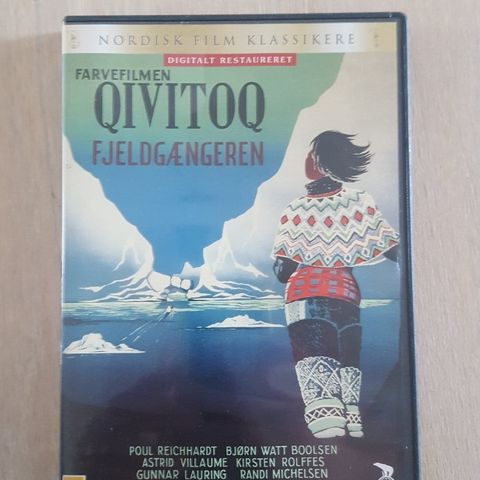 NORDISK FILM KLASSIKERE
DIGITALT RESTAURERET
FARVEFILMEN
QIVITOQ
FJELDGÆNGEREN
POUL REICHHARDT BJØRN WATT BOOLSEN
ASTRID VILLAUME KIRSTEN ROLFFES
GUNNAR LAURING RANDI MICHELSEN